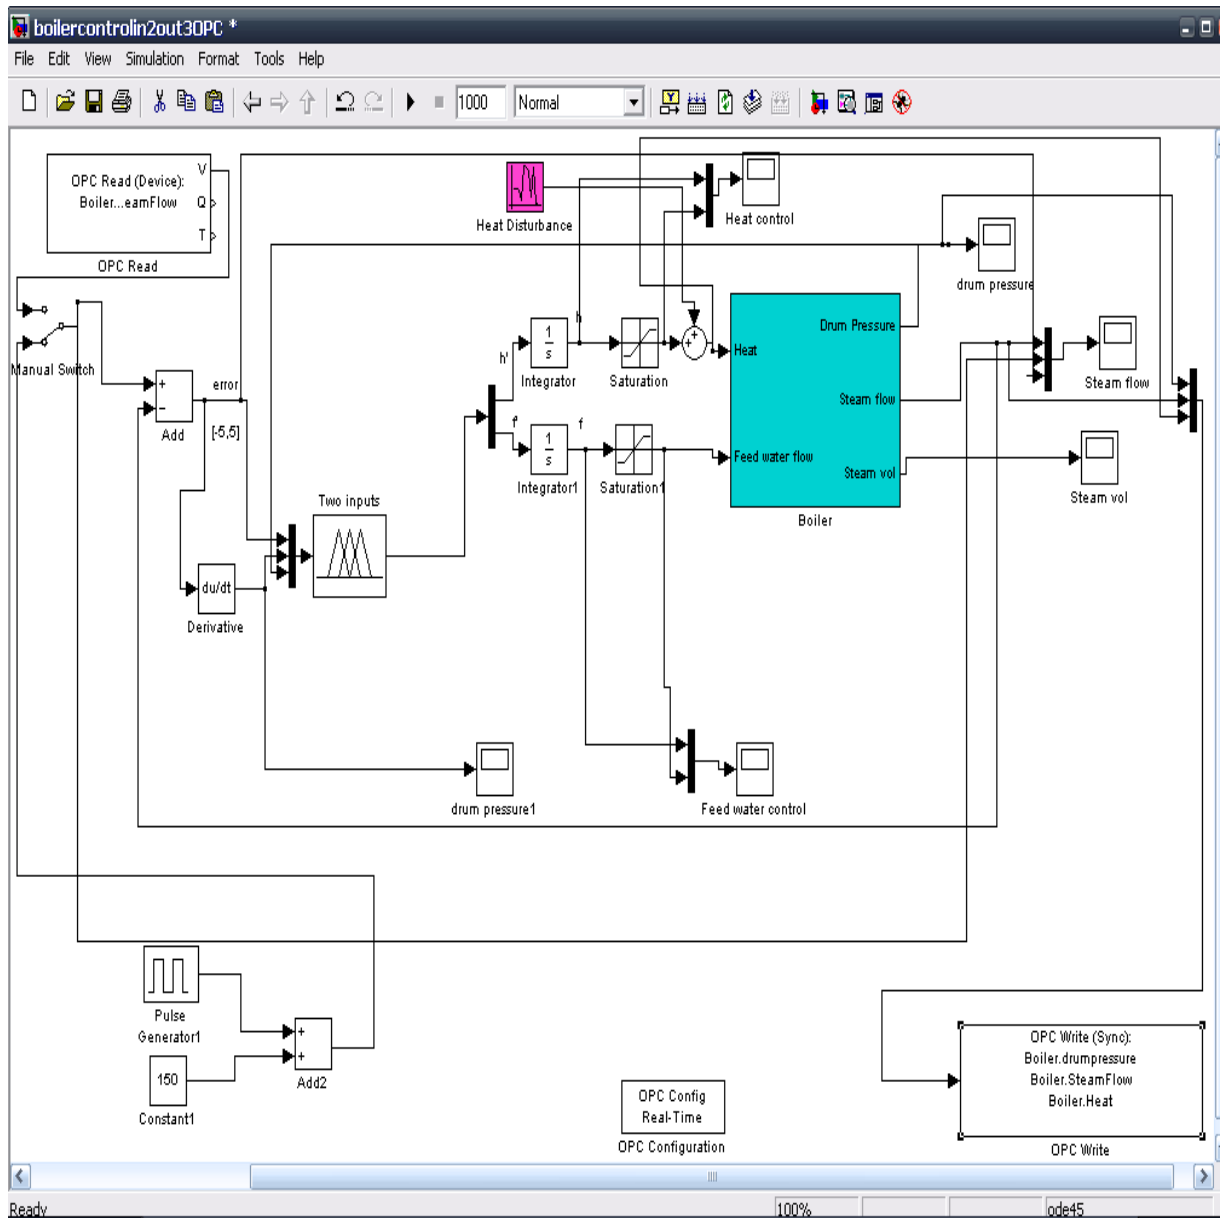 boilercontrolin2out3OPC *
File Edit View Simulation Format Tools Help
1000 Normal
OPC Read (Device):
Boiler...eamFlow
V
Q
T
OPC Read
Heat Disturbance
Heat control
drum pressure
Manual Switch
+
−
Add
error
[-5,5]
h'
1
s
Integrator
h
Saturation
+
+
Heat
Drum Pressure
Steam flow
Feed water flow
Steam vol
Boiler
Steam flow
Steam vol
f'
1
s
Integrator1
f
Saturation1
Two inputs
du/dt
Derivative
drum pressure1
Feed water control
Pulse
Generator1
150
Constant1
+
+
Add2
OPC Config
Real-Time
OPC Configuration
OPC Write (Sync):
Boiler.drumpressure
Boiler.SteamFlow
Boiler.Heat
OPC Write
Ready 100% ode45